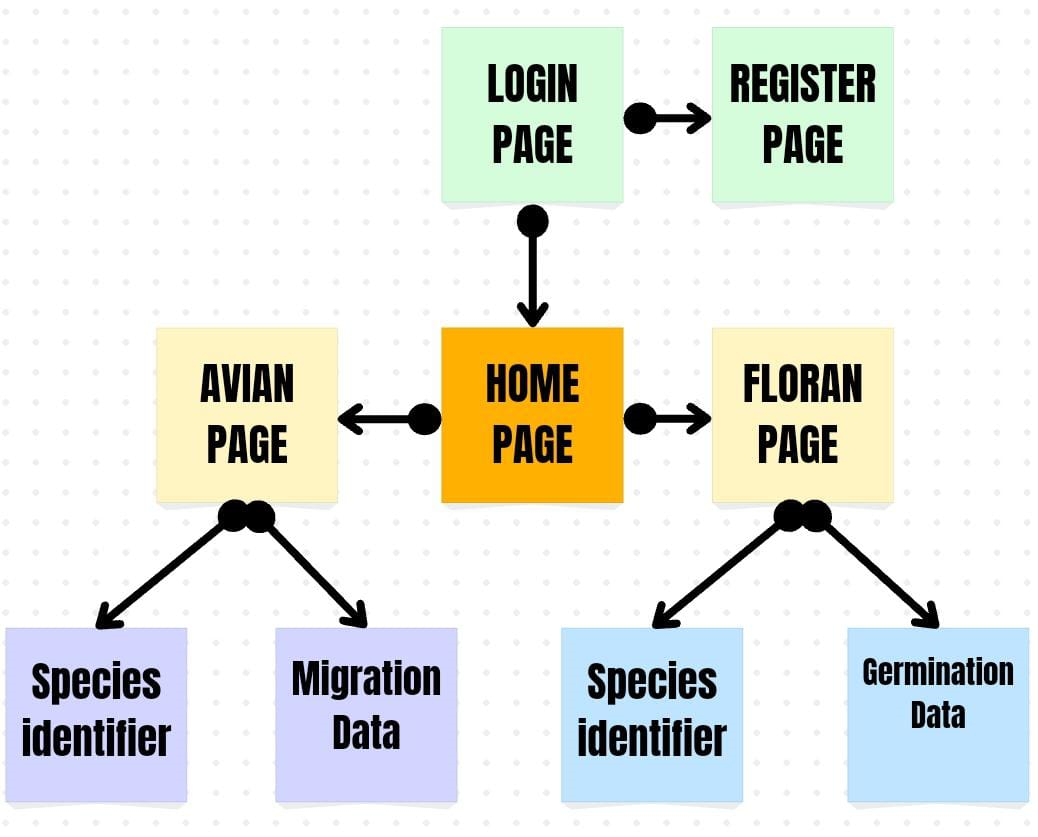 LOGIN
PAGE
REGISTER
PAGE
AVIAN
PAGE
HOME
PAGE
FLORAN
PAGE
Species
identifier
Migration
Data
Species
identifier
Germination
Data